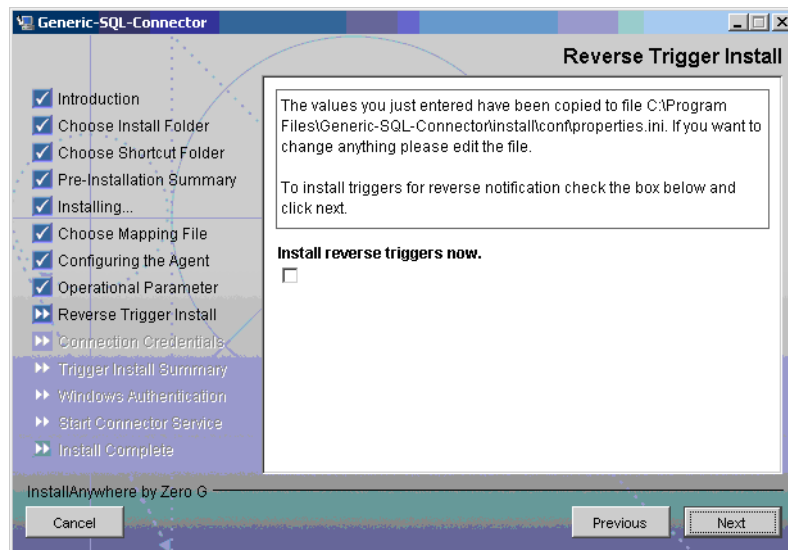 Generic-SQL-Connector
Reverse Trigger Install
Introduction
Choose Install Folder
Choose Shortcut Folder
Pre-Installation Summary
Installing...
Choose Mapping File
Configuring the Agent
Operational Parameter
Reverse Trigger Install
Connection Credentials
Trigger Install Summary
Windows Authentication
Start Connector Service
Install Complete
The values you just entered have been copied to file C:\Program
Files\Generic-SQL-Connector\install\conf\properties.ini. If you want to
change anything please edit the file.
To install triggers for reverse notification check the box below and
click next.
Install reverse triggers now.
InstallAnywhere by Zero G
Cancel
Previous
Next